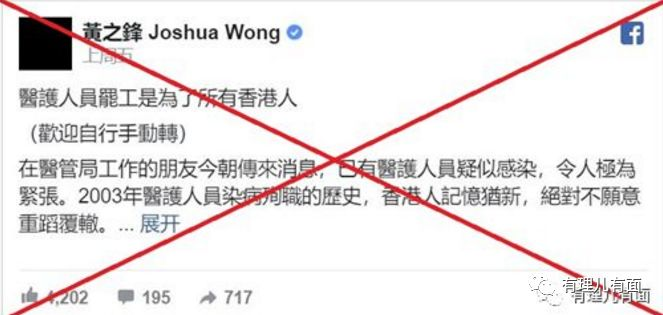 黃之鋒 Joshua Wong
上周五
醫護人員罷工是為了所有香港人
（歡迎自行手動轉）
在醫管局工作的朋友今朝傳來消息，已有醫護人員疑似感染，令人極為
緊張。2003年醫護人員染病殉職的歷史，香港人記憶猶新，絕對不願意
重蹈覆轍。... 展开
4,202 195 717
有理儿有面
有理儿有面